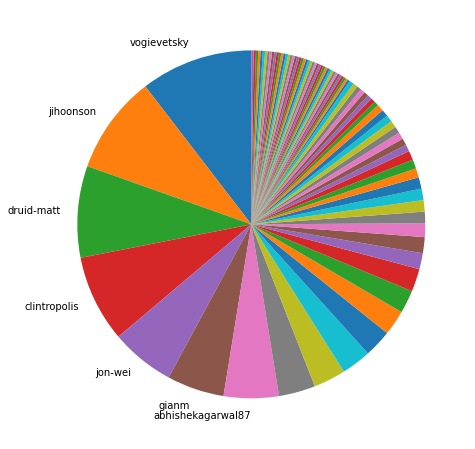 vogievetsky
jihoonson
druid-matt
clintropolis
jon-wei
gianm
abhishekagarwal87